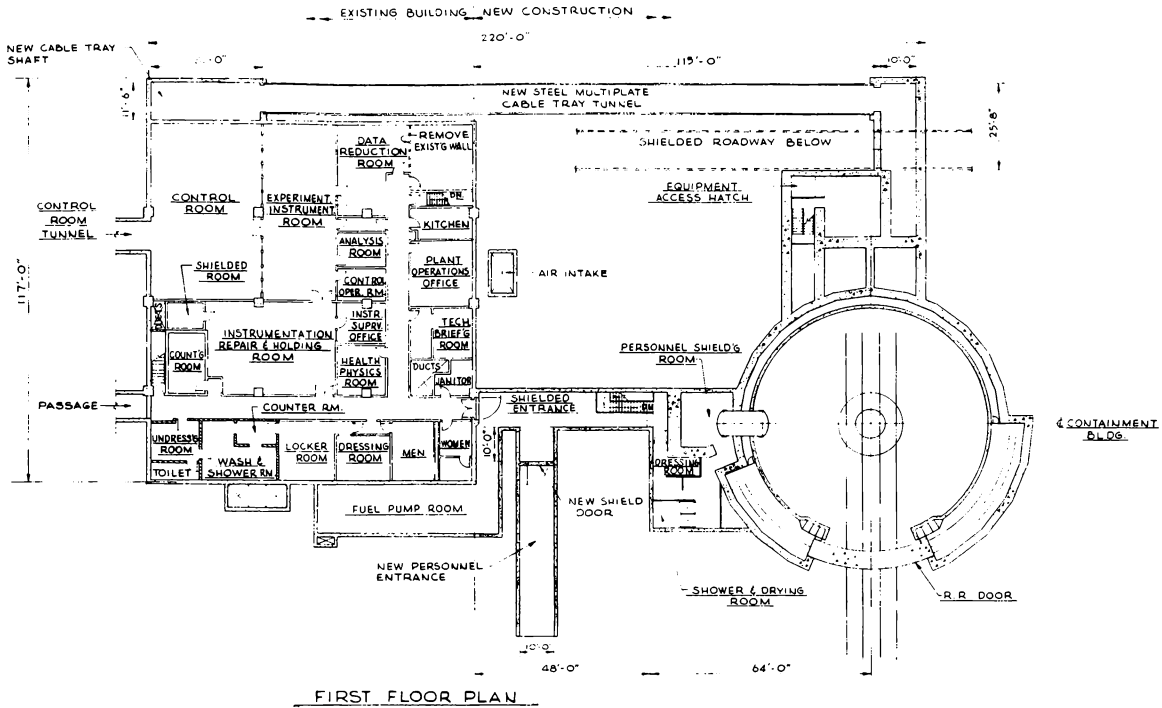 EXISTING BUILDING NEW CONSTRUCTION
220'-0"
NEW CABLE TRAY
SHAFT
115'-0"
10'-0"
11'-6"
NEW STEEL MULTIPLATE
CABLE TRAY TUNNEL
25'-8"
SHIELDED ROADWAY BELOW
DATA
REDUCTION
ROOM
REMOVE
EXIST'G WALL
EQUIPMENT
ACCESS HATCH
DN
CONTROL
ROOM
EXPERIMENT
INSTRUMENT
ROOM
CONTROL
ROOM
TUNNEL
KITCHEN
ANALYSIS
ROOM
PLANT
OPERATIONS
OFFICE
SHIELDED
ROOM
AIR INTAKE
CONTROL
OPER. R.M.
117'-0"
INSTR.
SUPRV.
OFFICE
TECH
BRIEF'G
ROOM
INSTRUMENTATION
REPAIR & HOLDING
ROOM
COUNT'G
ROOM
PERSONNEL SHIELD'G
ROOM
HEALTH
PHYSICS
ROOM
DUCTS
JANITOR
PASSAGE
COUNTER RM.
SHIELDED
ENTRANCE
DN
CONTAINMENT
BLDG.
UNDRESS'G
ROOM
TOILET
WASH &
SHOWER RM
LOCKER
ROOM
DRESSING
ROOM
MEN
WOMEN
10'-0"
DRESSING
ROOM
FUEL PUMP ROOM
NEW SHIELD
DOOR
NEW PERSONNEL
ENTRANCE
SHOWER & DRYING
ROOM
R.R. DOOR
10'-0"
48'-0"
64'-0"
FIRST FLOOR PLAN